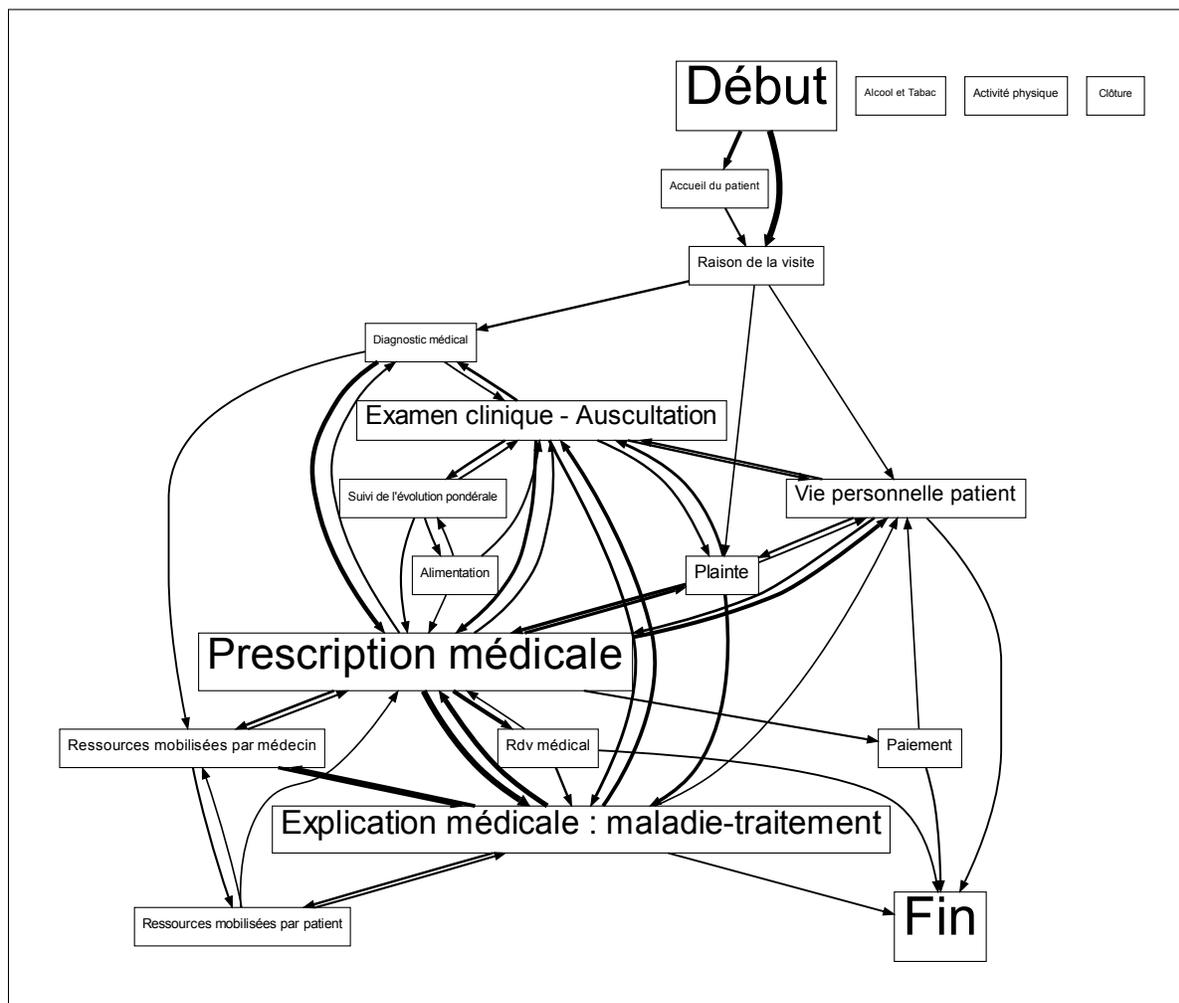 Début
Alcool et Tabac
Activité physique
Clôture
Accueil du patient
Raison de la visite
Diagnostic médical
Examen clinique - Auscultation
Suivi de l'évolution pondérale
Vie personnelle patient
Alimentation
Plainte
Prescription médicale
Ressources mobilisées par médecin
Rdv médical
Paiement
Explication médicale : maladie-traitement
Ressources mobilisées par patient
Fin